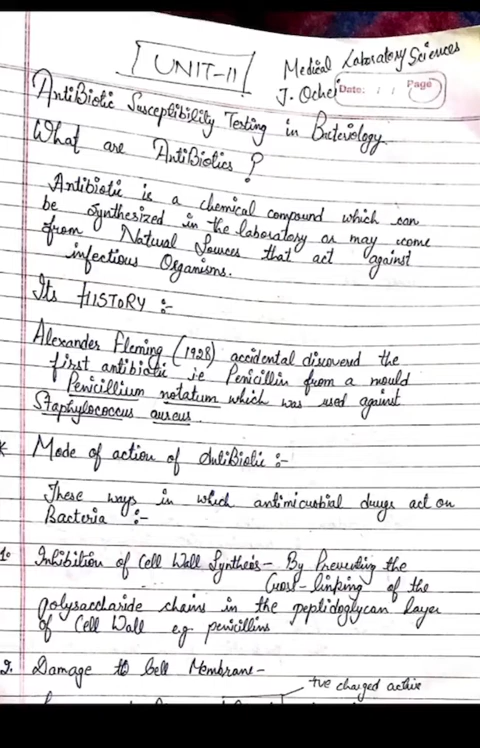 UNIT-II
Medical Laboratory Sciences
J. Ochei
Date: / / Page
AntiBiotic Susceptibility Testing in Bacteriology
What are AntiBiotics?
Antibiotic is a chemical compound which can
be synthesized in the laboratory or may come
from Natural Sources that act against
infectious Organisms.
Its HISTORY :-
Alexander Fleming (1928) accidental discovered the
first antibiotic ie Penicillin from a mould
Penicillium notatum which was used against
Staphylococcus aureus.
* Mode of action of AntiBiotic :-
These ways in which antimicrobial drugs act on
Bacteria :-
1. Inhibition of Cell Wall Synthesis - By Preventing the
Cross-linking of the
polysaccharide chains in the peptidoglycan layer
of Cell Wall e.g penicillins
2. Damage to Cell Membrane-
+ve charged active